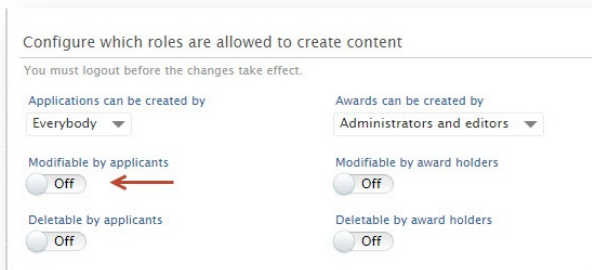 Configure which roles are allowed to create content
You must logout before the changes take effect.
Applications can be created by
Awards can be created by
Everybody
Administrators and editors
Modifiable by applicants
Modifiable by award holders
Off
Off
Deletable by applicants
Deletable by award holders
Off
Off